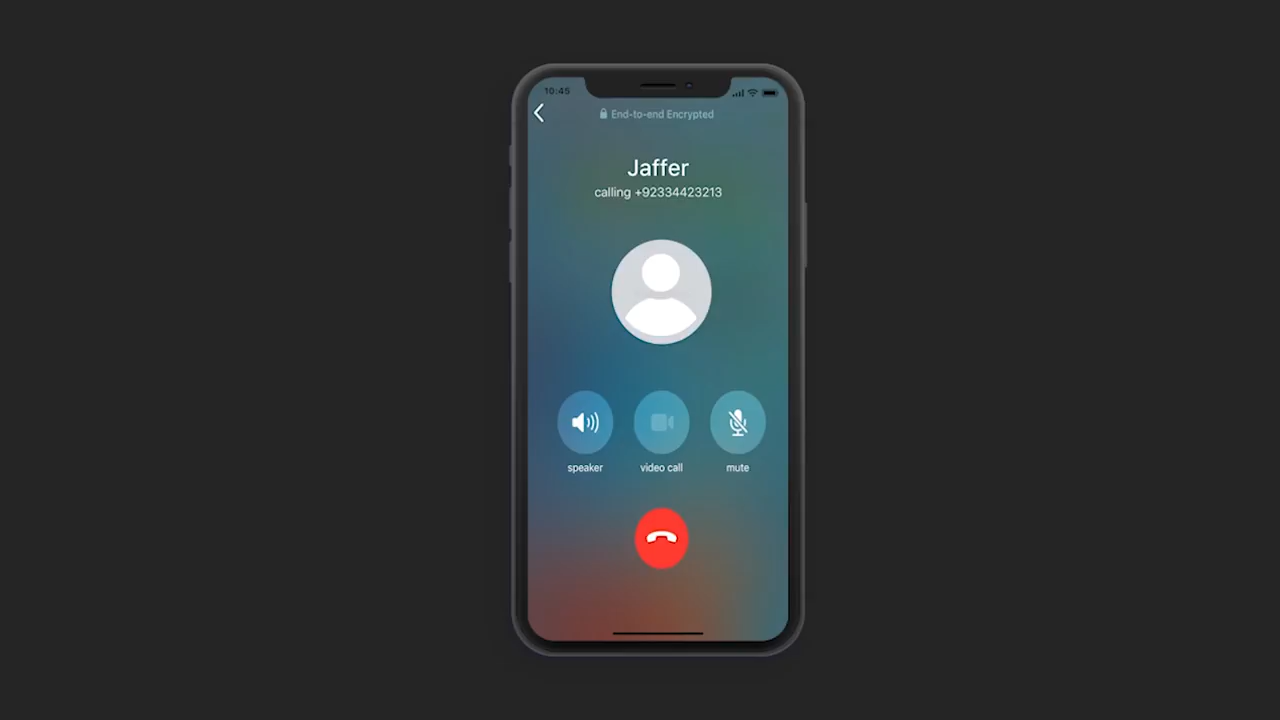 10:45
End-to-end Encrypted
Jaffer
calling +92334423213
speaker
video call
mute